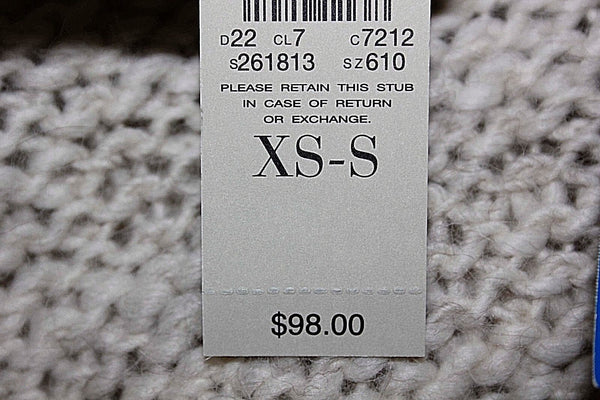 D22 CL7 C7212
S261813 SZ610
PLEASE RETAIN THIS STUB
IN CASE OF RETURN
OR EXCHANGE.
XS-S
$98.00